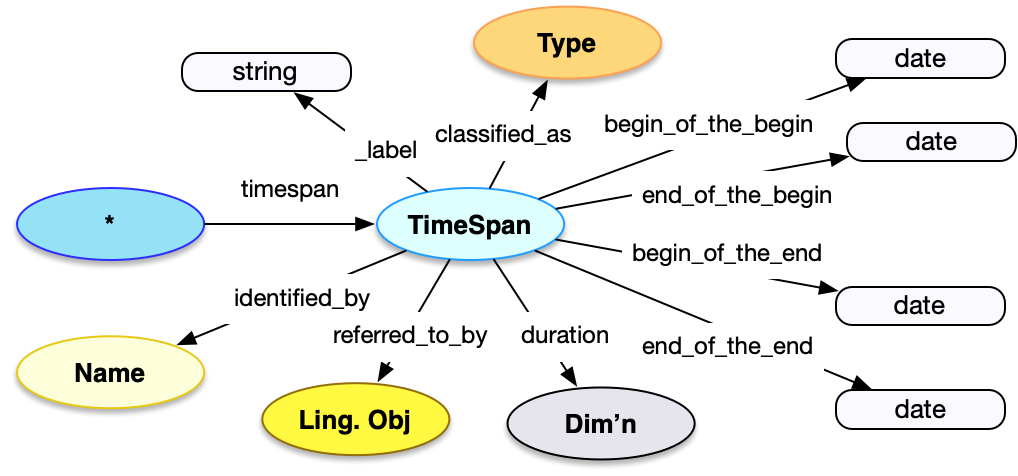 Type
date
string
begin_of_the_begin
classified_as
date
_label
timespan
end_of_the_begin
*
TimeSpan
begin_of_the_end
identified_by
date
referred_to_by
duration
end_of_the_end
Name
date
Ling. Obj
Dim’n